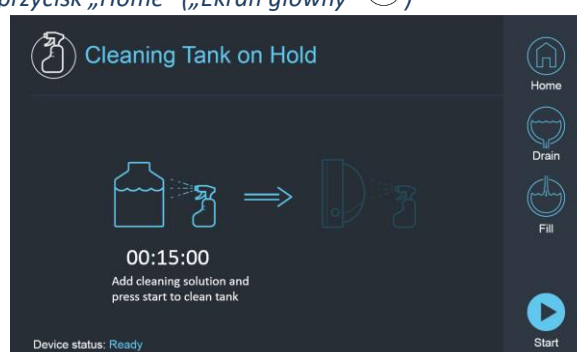 przycisk „Home” („Ekran główny”
Cleaning Tank on Hold
Home
Drain
Fill
00:15:00
Add cleaning solution and
press start to clean tank
Device status: Ready
Start